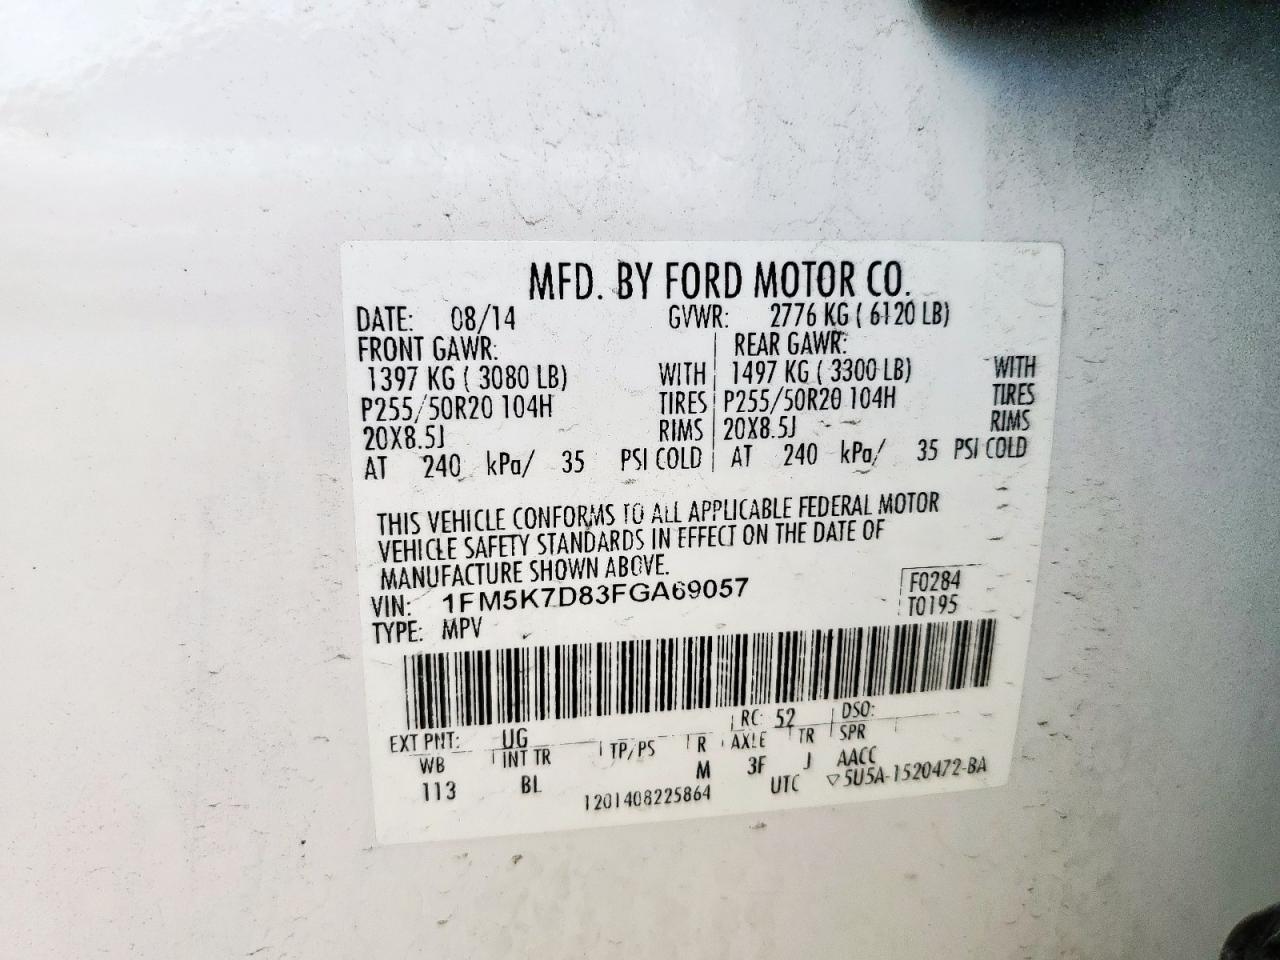 MFD. BY FORD MOTOR CO.
DATE: 08/14 GVWR: 2776 KG ( 6120 LB)
FRONT GAWR: REAR GAWR:
1397 KG ( 3080 LB) WITH 1497 KG ( 3300 LB) WITH
P255/50R20 104H TIRES P255/50R20 104H TIRES
20X8.5J RIMS 20X8.5J RIMS
AT 240 kPa/ 35 PSI COLD AT 240 kPa/ 35 PSI COLD
THIS VEHICLE CONFORMS TO ALL APPLICABLE FEDERAL MOTOR
VEHICLE SAFETY STANDARDS IN EFFECT ON THE DATE OF
MANUFACTURE SHOWN ABOVE.
VIN: 1FM5K7D83FGA69057 F0284
TYPE: MPV T0195
EXT PNT: UG RC: 52 DSO:
WB INT TR TP/PS R AXLE TR SPR
113 BL M 3F J AACC
1201408225864 UTC ▽5U5A-1520472-BA